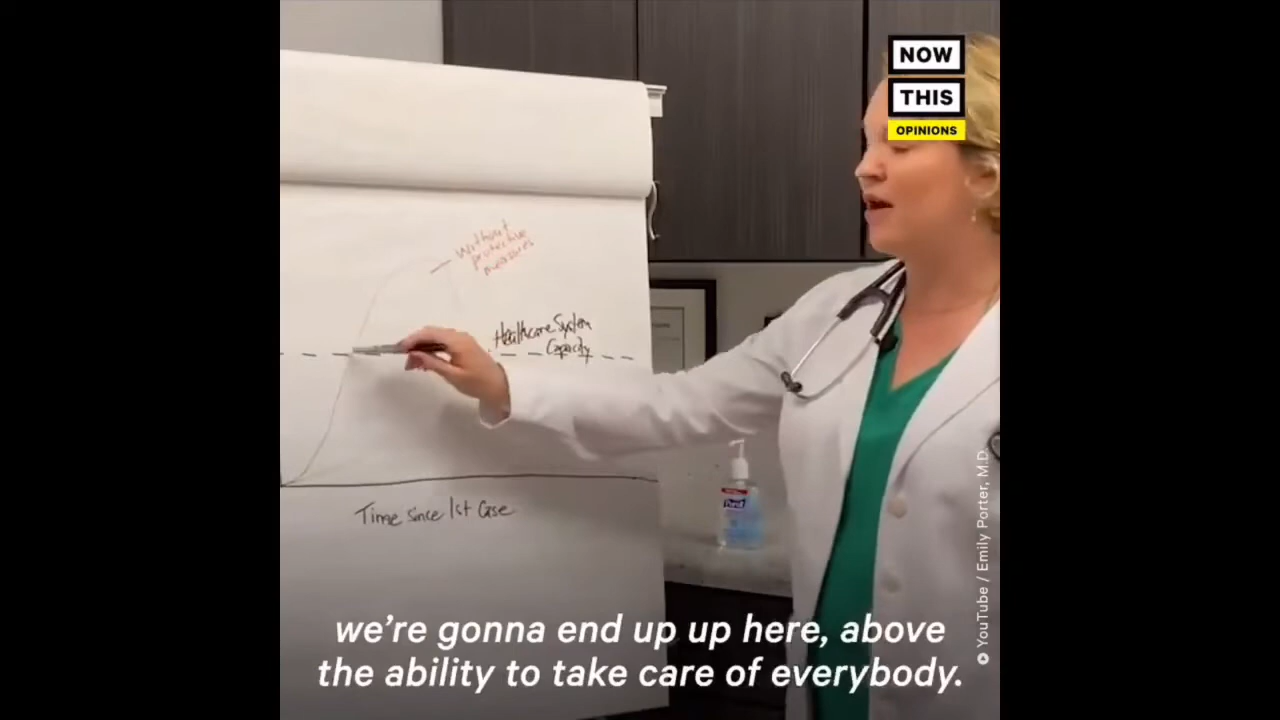 NOW
THIS
OPINIONS
Without
protective
measures
Healthcare System
Capacity
Time since 1st Case
PURELL
we're gonna end up up here, above
the ability to take care of everybody.
YouTube / Emily Porter, M.D.